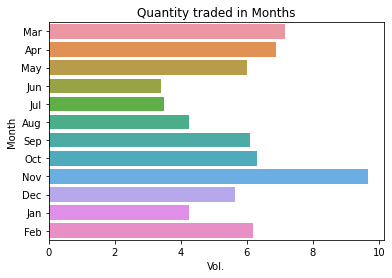 Quantity traded in Months
Mar
Apr
May
Jun
Jul
Aug
Sep
Oct
Nov
Dec
Jan
Feb
Month
0 2 4 6 8 10
Vol.